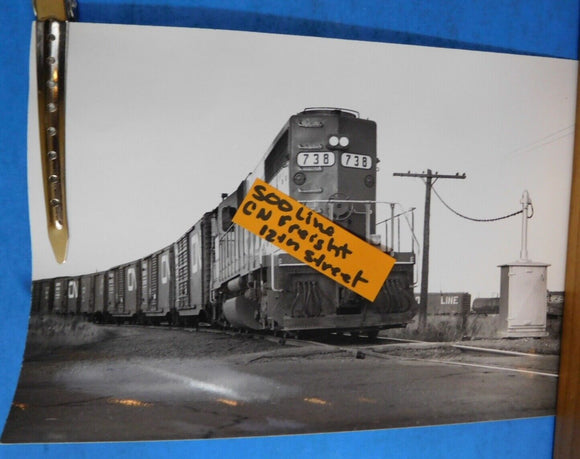 738 738
SOO Line
CN Freight
12th Street
LINE